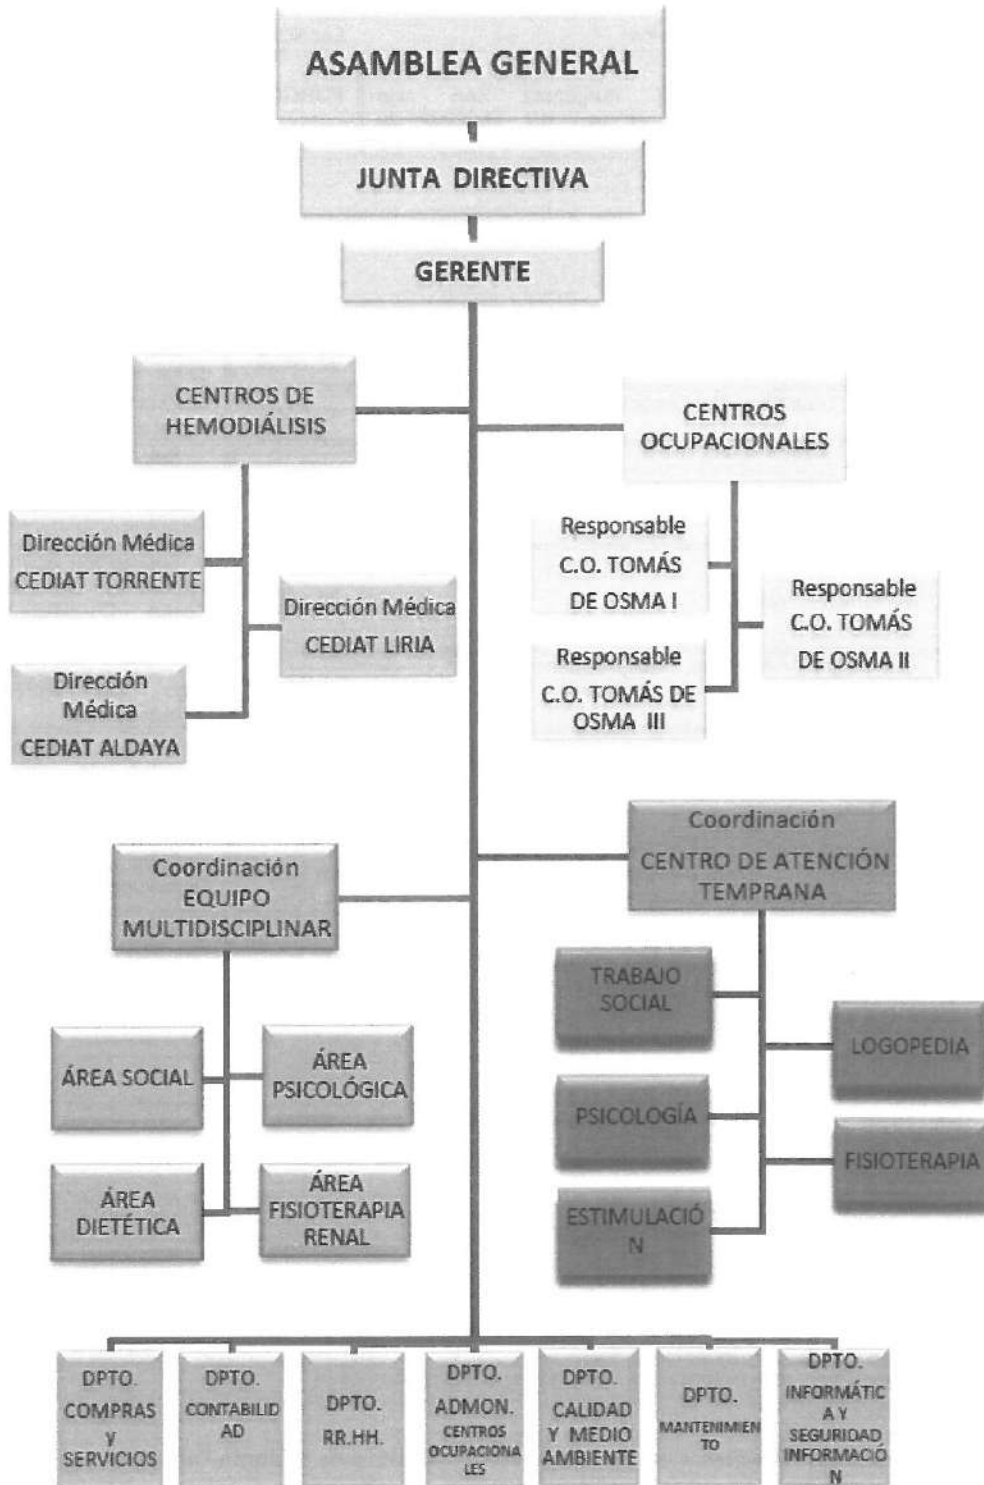 ASAMBLEA GENERAL
JUNTA DIRECTIVA
GERENTE
CENTROS DE
HEMODIÁLISIS
CENTROS
OCUPACIONALES
Dirección Médica
CEDIAT TORRENTE
Dirección Médica
CEDIAT LIRIA
Dirección
Médica
CEDIAT ALDAYA
Responsable
C.O. TOMÁS
DE OSMA I
Responsable
C.O. TOMÁS
DE OSMA II
Responsable
C.O. TOMÁS DE
OSMA III
Coordinación
EQUIPO
MULTIDISCIPLINAR
ÁREA SOCIAL
ÁREA
PSICOLÓGICA
ÁREA
DIETÉTICA
ÁREA
FISIOTERAPIA
RENAL
Coordinación
CENTRO DE ATENCIÓN
TEMPRANA
TRABAJO
SOCIAL
LOGOPEDIA
PSICOLOGÍA
FISIOTERAPIA
ESTIMULACIÓ
N
DPTO.
COMPRAS
y
SERVICIOS
DPTO.
CONTABILID
AD
DPTO.
RR.HH.
DPTO.
ADMON.
CENTROS
OCUPACIONA
LES
DPTO.
CALIDAD
Y MEDIO
AMBIENTE
DPTO.
MANTENIMIEN
TO
DPTO.
INFORMÁTIC
A Y
SEGURIDAD
INFORMACIÓ
N